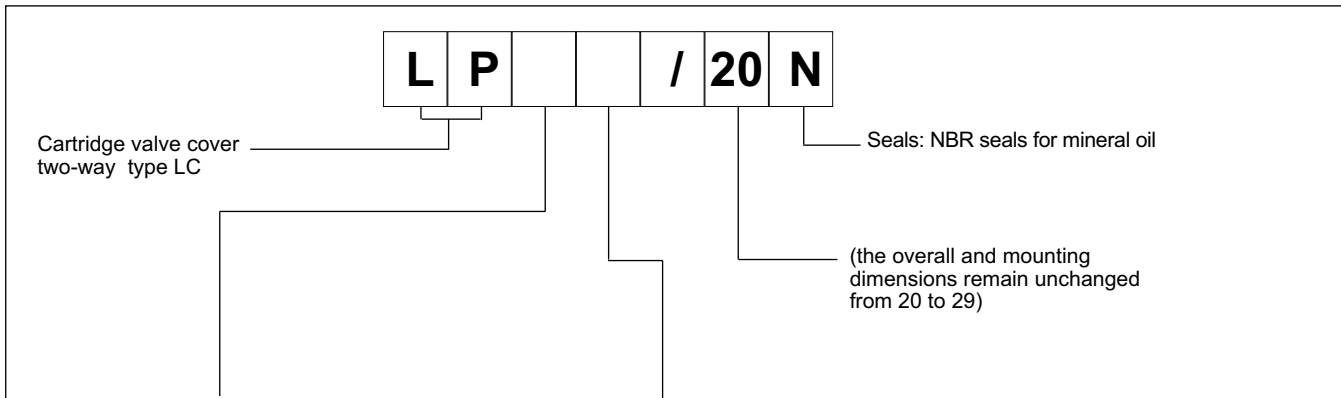 L P / 20 N
Cartridge valve cover
two-way type LC
Seals: NBR seals for mineral oil
(the overall and mounting
dimensions remain unchanged
from 20 to 29)